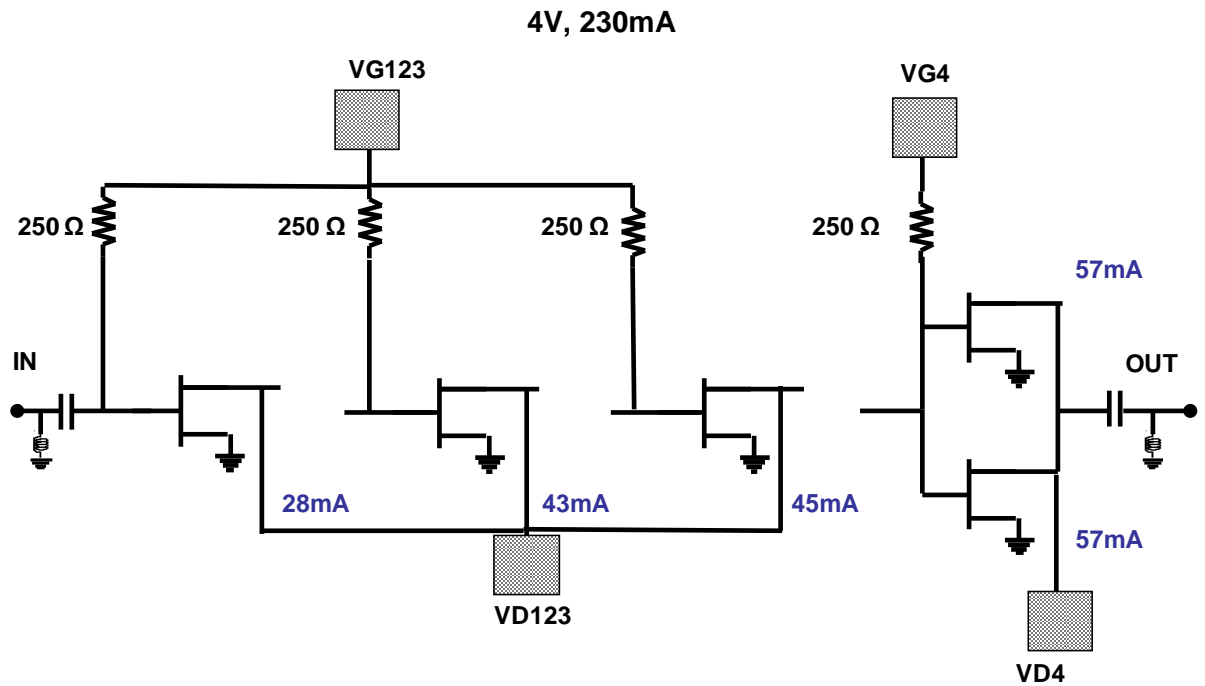 4V, 230mA
VG123
VG4
250 Ω
250 Ω
250 Ω
250 Ω
57mA
IN
OUT
28mA
43mA
45mA
57mA
VD123
VD4